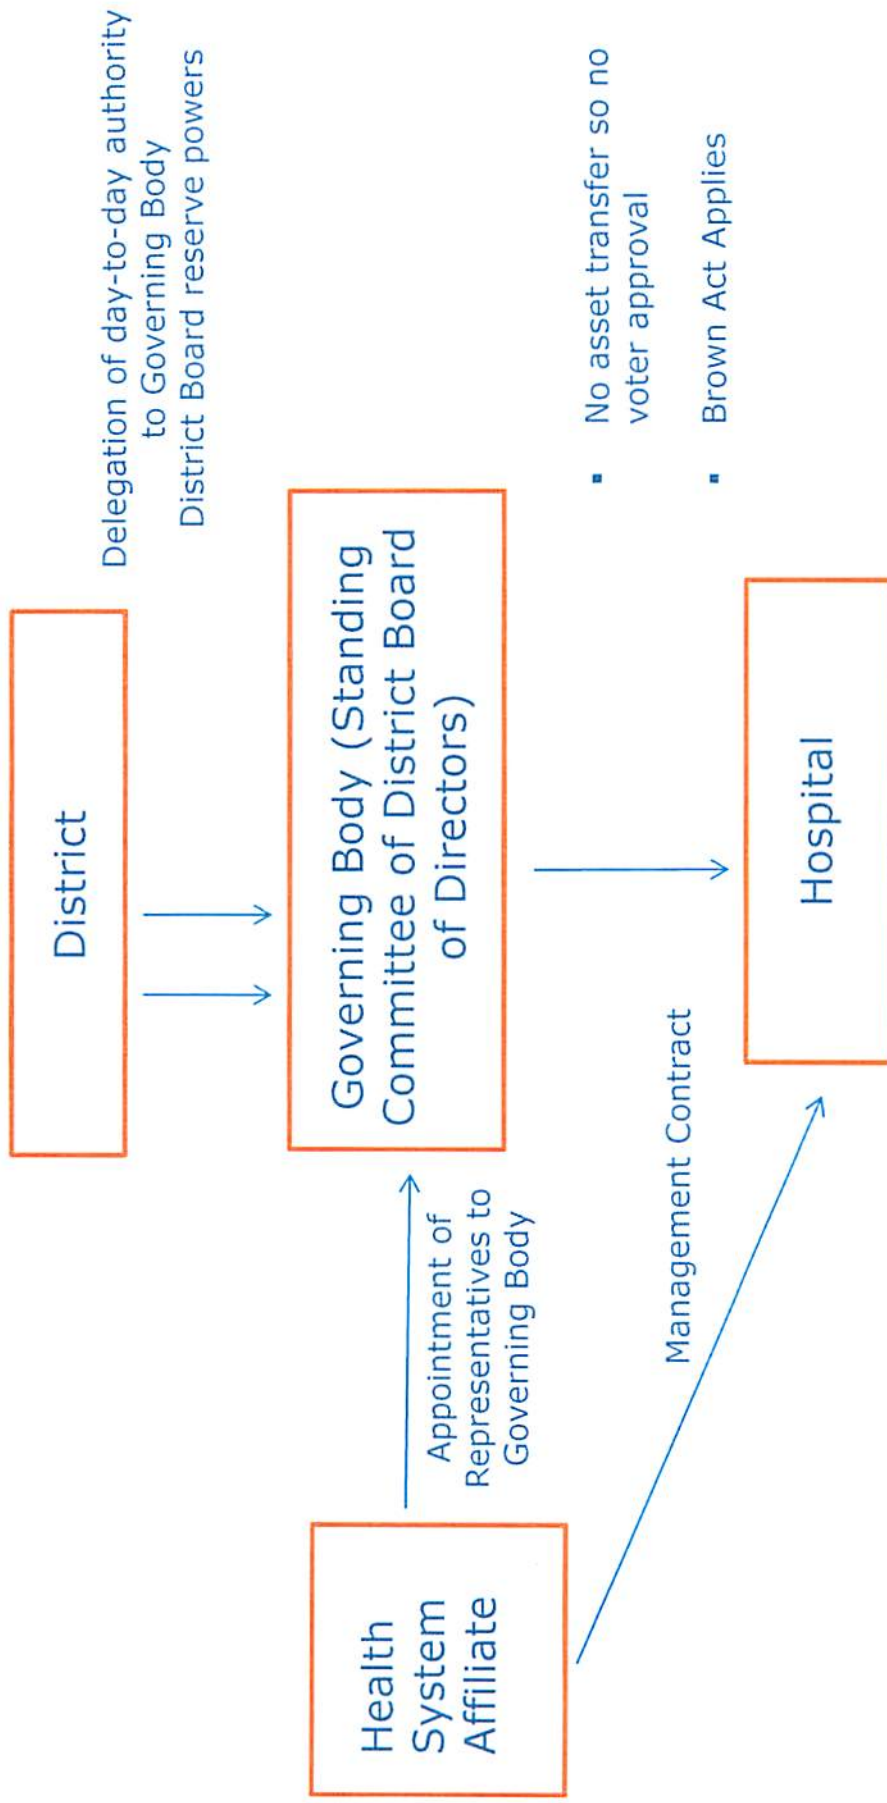 District
Delegation of day-to-day authority
to Governing Body
District Board reserve powers
Governing Body (Standing
Committee of District Board
of Directors)
Health
System
Affiliate
Appointment of
Representatives to
Governing Body
Management Contract
▪ No asset transfer so no
voter approval
▪ Brown Act Applies
Hospital